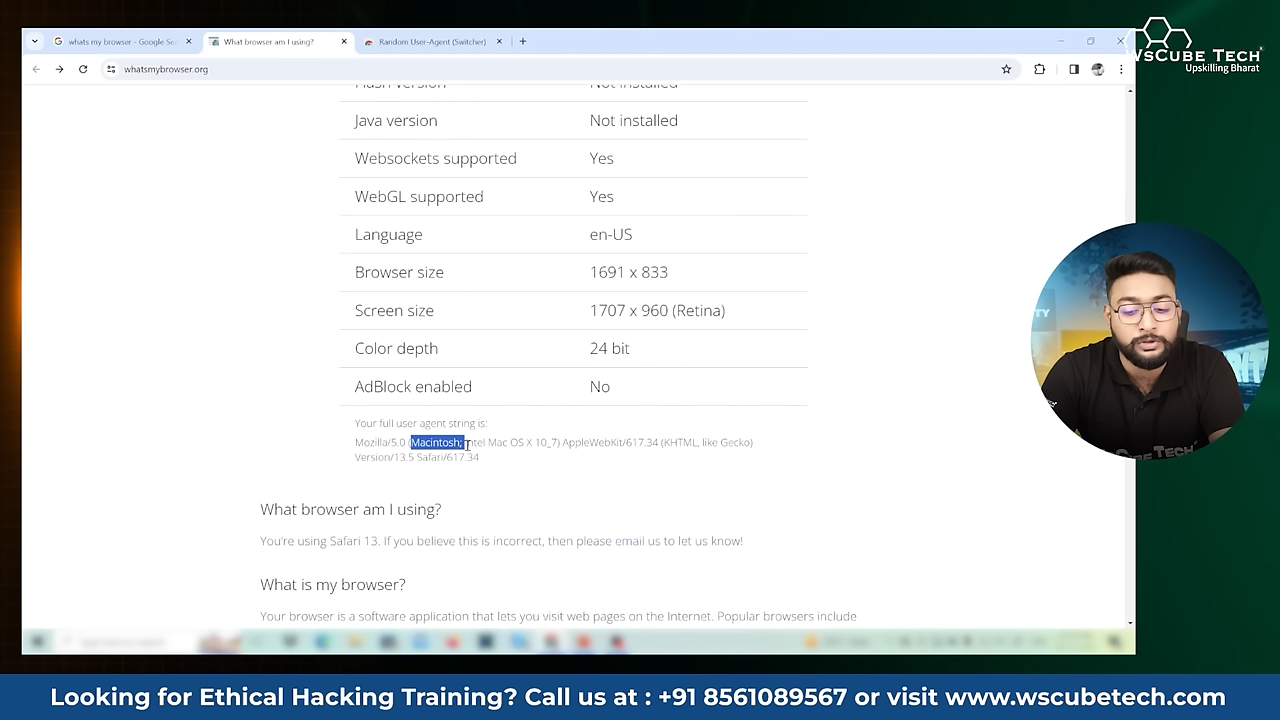 whats my browser - Google Se
What browser am I using?
Random User-Agent (Switcher)
WSCUBE TECH
Upskilling Bharat
whatsmybrowser.org
Flash version Not installed
Java version Not installed
Websockets supported Yes
WebGL supported Yes
Language en-US
Browser size 1691 x 833
Screen size 1707 x 960 (Retina)
Color depth 24 bit
AdBlock enabled No
Your full user agent string is:
Mozilla/5.0 (Macintosh; Intel Mac OS X 10_7) AppleWebKit/617.34 (KHTML, like Gecko)
Version/13.5 Safari/617.34
What browser am I using?
You're using Safari 13. If you believe this is incorrect, then please email us to let us know!
What is my browser?
Your browser is a software application that lets you visit web pages on the Internet. Popular browsers include
Looking for Ethical Hacking Training? Call us at : +91 8561089567 or visit www.wscubetech.com